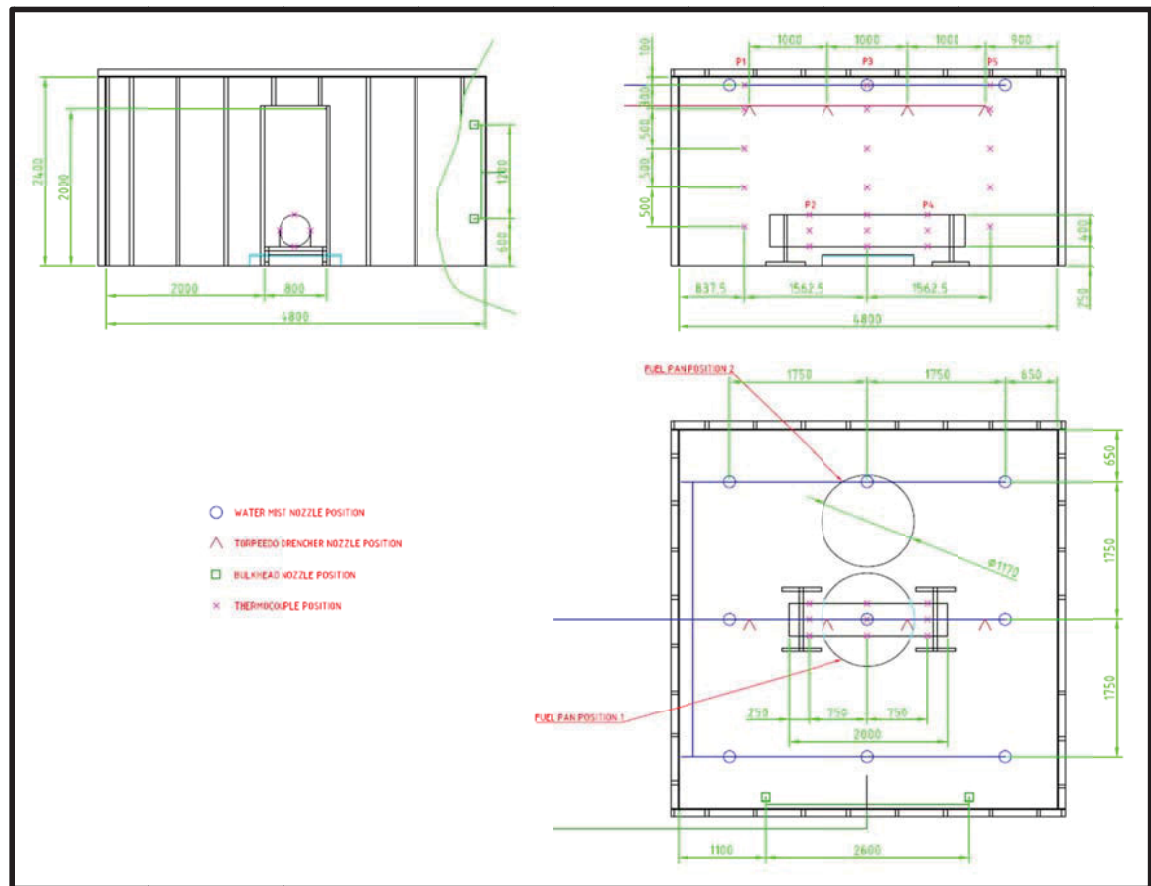 2400
2000
2000
800
4800
1200
600
1000
1000
1000
900
100
P1
P3
P5
300
500
500
500
P2
P4
400
250
837.5
1562.5
1562.5
4800
FUEL PAN POSITION 2
1750
1750
650
650
1750
Ø1170
1750
FUEL PAN POSITION 1
250
750
750
2000
1100
2600
WATER MIST NOZZLE POSITION
TORPEEDO DRENCHER NOZZLE POSITION
BULKHEAD NOZZLE POSITION
THERMOCOUPLE POSITION